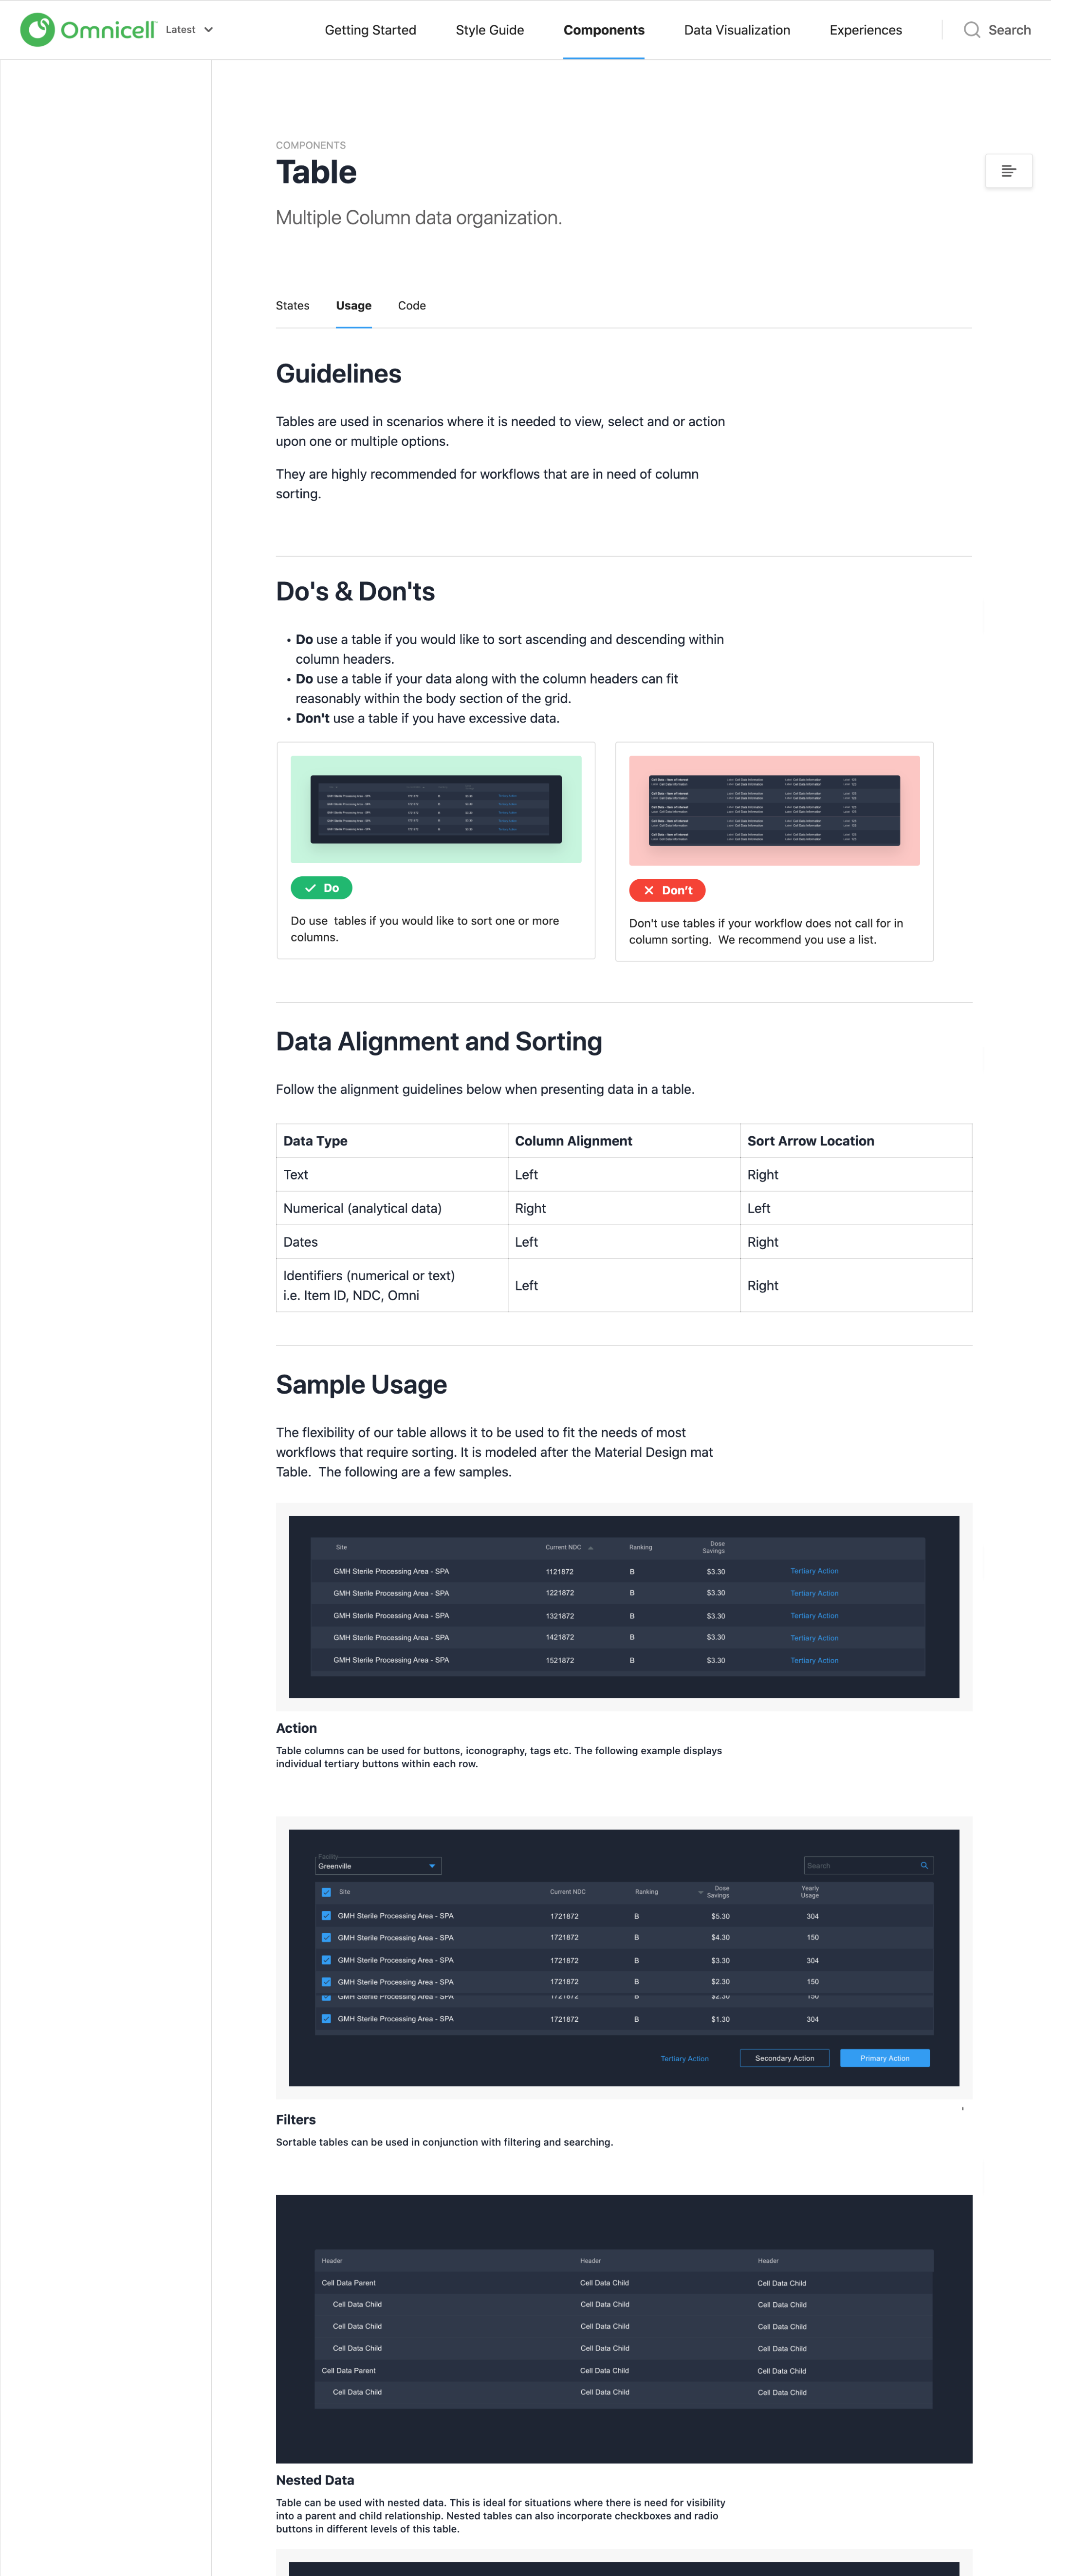 Omnicell Latest
Getting Started Style Guide Components Data Visualization Experiences Search
COMPONENTS
Table
Multiple Column data organization.
States Usage Code
Guidelines
Tables are used in scenarios where it is needed to view, select and or action
upon one or multiple options.
They are highly recommended for workflows that are in need of column
sorting.
Do's & Don'ts
• Do use a table if you would like to sort ascending and descending within
column headers.
• Do use a table if your data along with the column headers can fit
reasonably within the body section of the grid.
• Don't use a table if you have excessive data.
Do
Do use  tables if you would like to sort one or more
columns.
Don't
Don't use tables if your workflow does not call for in
column sorting.  We recommend you use a list.
Data Alignment and Sorting
Follow the alignment guidelines below when presenting data in a table.
Data Type Column Alignment Sort Arrow Location
Text Left Right
Numerical (analytical data) Right Left
Dates Left Right
Identifiers (numerical or text)
i.e. Item ID, NDC, Omni
Left Right
Sample Usage
The flexibility of our table allows it to be used to fit the needs of most
workflows that require sorting. It is modeled after the Material Design mat
Table.  The following are a few samples.
Site Current NDC Ranking Dose
Savings
GMH Sterile Processing Area - SPA 1121872 B $3.30 Tertiary Action
GMH Sterile Processing Area - SPA 1221872 B $3.30 Tertiary Action
GMH Sterile Processing Area - SPA 1321872 B $3.30 Tertiary Action
GMH Sterile Processing Area - SPA 1421872 B $3.30 Tertiary Action
GMH Sterile Processing Area - SPA 1521872 B $3.30 Tertiary Action
Action
Table columns can be used for buttons, iconography, tags etc. The following example displays
individual tertiary buttons within each row.
Facility
Greenville Search
Site Current NDC Ranking Dose
Savings Yearly
Usage
GMH Sterile Processing Area - SPA 1721872 B $5.30 304
GMH Sterile Processing Area - SPA 1721872 B $4.30 150
GMH Sterile Processing Area - SPA 1721872 B $3.30 304
GMH Sterile Processing Area - SPA 1721872 B $2.30 150
GMH Sterile Processing Area - SPA 1721872 B $2.30 150
GMH Sterile Processing Area - SPA 1721872 B $1.30 304
Tertiary Action Secondary Action Primary Action
Filters
Sortable tables can be used in conjunction with filtering and searching.
Header Header Header
Cell Data Parent Cell Data Child Cell Data Child
Cell Data Child Cell Data Child Cell Data Child
Cell Data Child Cell Data Child Cell Data Child
Cell Data Child Cell Data Child Cell Data Child
Cell Data Parent Cell Data Child Cell Data Child
Cell Data Child Cell Data Child Cell Data Child
Nested Data
Table can be used with nested data. This is ideal for situations where there is need for visibility
into a parent and child relationship. Nested tables can also incorporate checkboxes and radio
buttons in different levels of this table.